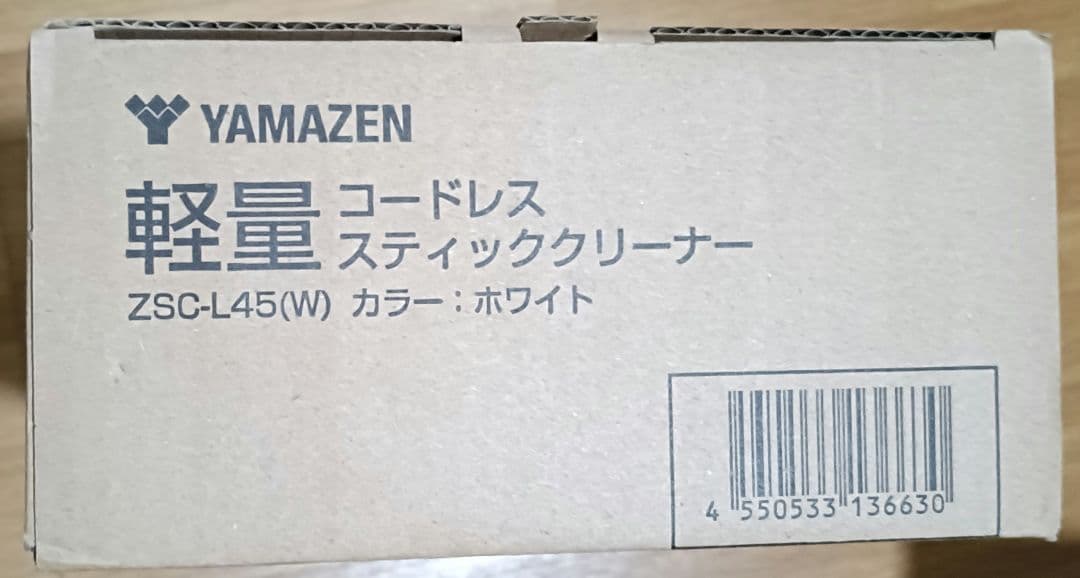 YAMAZEN
軽量 コードレス
スティッククリーナー
ZSC-L45(W) カラー：ホワイト
4 550533 136630